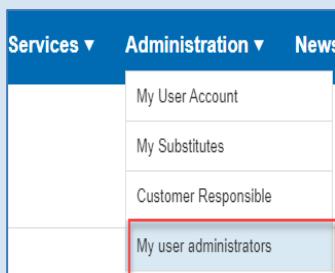 Services ▾ Administration ▾ News
My User Account
My Substitutes
Customer Responsible
My user administrators